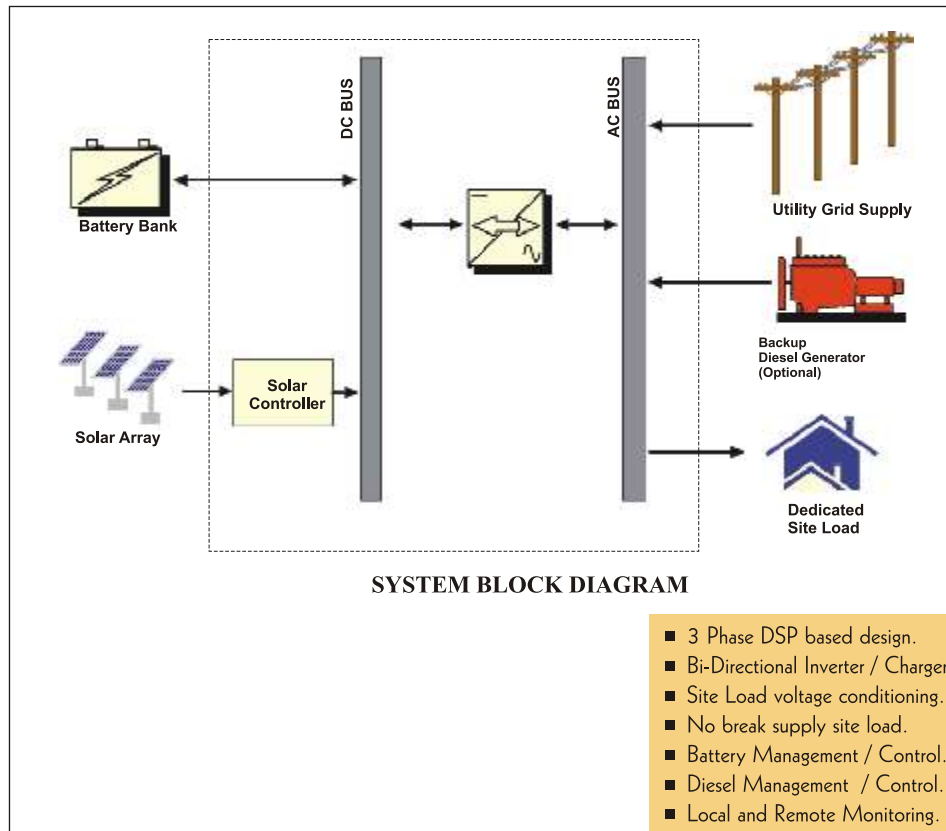 DC BUS
AC BUS
Battery Bank
Utility Grid Supply
Solar
Controller
Solar Array
Backup
Diesel Generator
(Optional)
Dedicated
Site Load
SYSTEM BLOCK DIAGRAM
3 Phase DSP based design.
Bi-Directional Inverter / Charger
Site Load voltage conditioning.
No break supply site load.
Battery Management / Control.
Diesel Management / Control.
Local and Remote Monitoring.